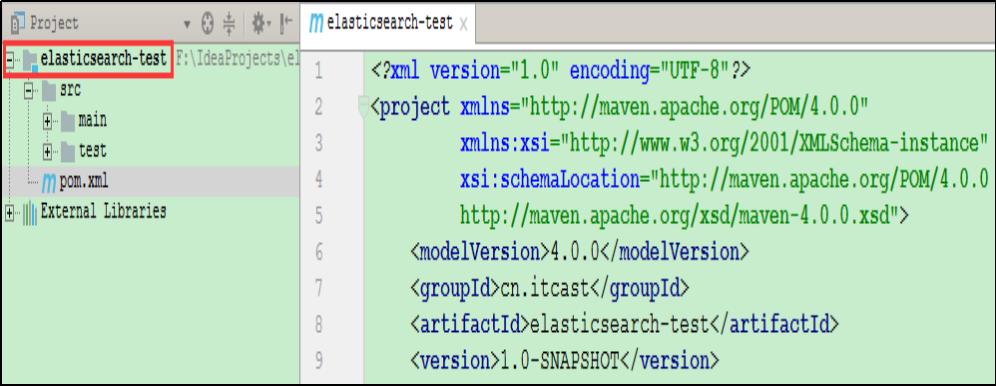 Project
elasticsearch-test F:\IdeaProjects\el
src
main
test
pom.xml
External Libraries
elasticsearch-test
1 <?xml version="1.0" encoding="UTF-8"?>
2 <project xmlns="http://maven.apache.org/POM/4.0.0"
3 xmlns:xsi="http://www.w3.org/2001/XMLSchema-instance"
4 xsi:schemaLocation="http://maven.apache.org/POM/4.0.0
5 http://maven.apache.org/xsd/maven-4.0.0.xsd">
6 <modelVersion>4.0.0</modelVersion>
7 <groupId>cn.itcast</groupId>
8 <artifactId>elasticsearch-test</artifactId>
9 <version>1.0-SNAPSHOT</version>